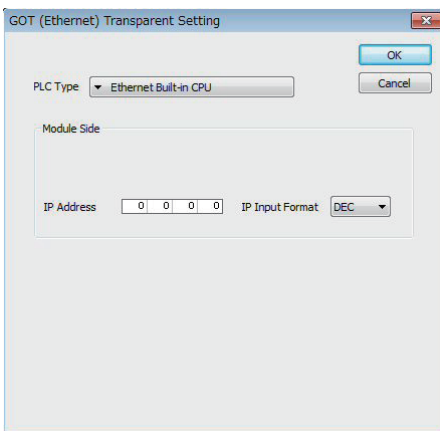 GOT (Ethernet) Transparent Setting
OK
PLC Type Ethernet Built-in CPU Cancel
Module Side
IP Address 0 0 0 0 IP Input Format DEC